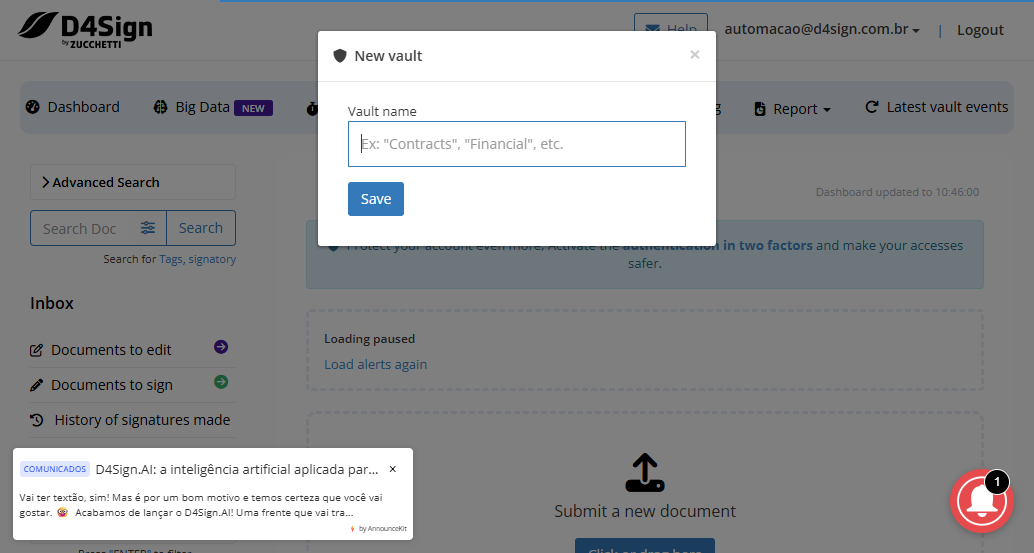 D4Sign
by ZUCCHETTI
Help
automacao@d4sign.com.br
|
Logout
New vault
×
Dashboard
Big Data NEW
Report
Latest vault events
Vault name
Ex: "Contracts", "Financial", etc.
Save
Advanced Search
Search Doc
Search
Search for Tags, signatory
Dashboard updated to 10:46:00
Protect your account even more, Activate the authentication in two factors and make your accesses
safer.
Inbox
Documents to edit
Documents to sign
History of signatures made
Loading paused
Load alerts again
COMUNICADOS D4Sign.AI: a inteligência artificial aplicada par... ×
Vai ter textão, sim! Mas é por um bom motivo e temos certeza que você vai
gostar. 🤓 Acabamos de lançar o D4Sign.AI! Uma frente que vai tra...
by AnnounceKit
Press "ENTER" to filter
Submit a new document
Click or drag here
1